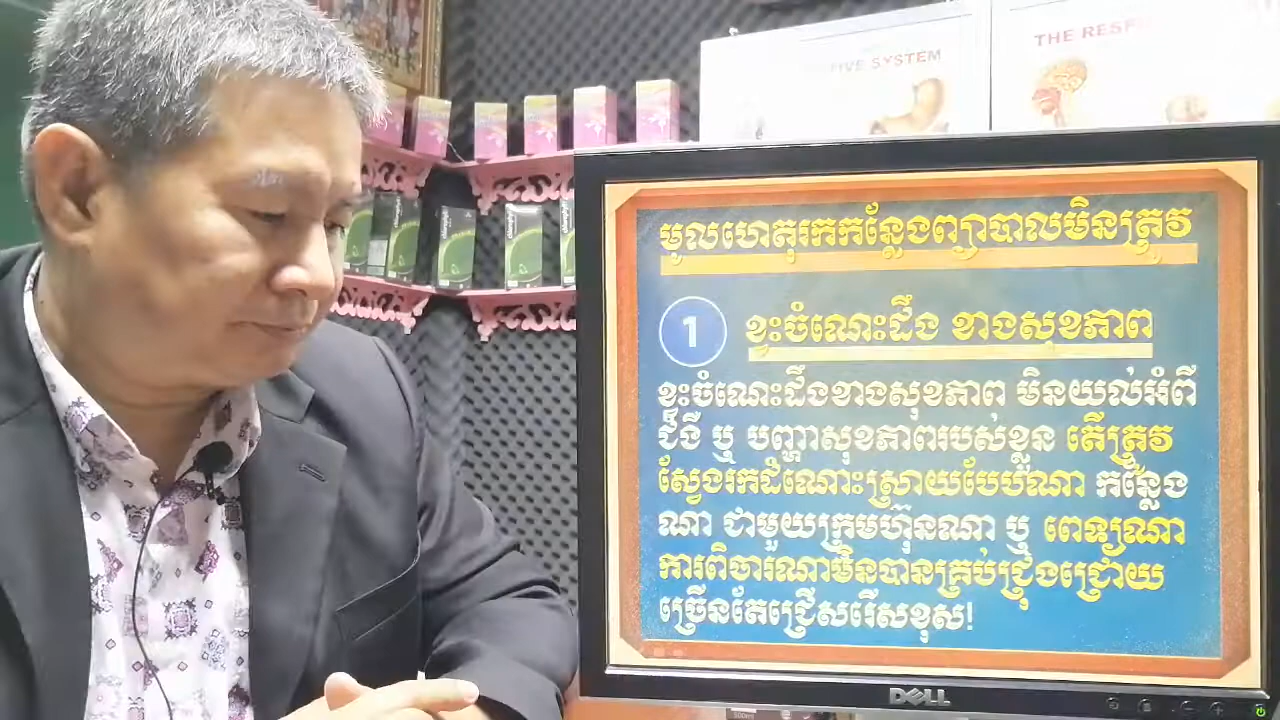 TIVE SYSTEM
THE RESP
មូលហេតុរកកន្លែងព្យាបាលមិនត្រូវ
1 ខ្វះចំណេះដឹង ខាងសុខភាព
ខ្វះចំណេះដឹងខាងសុខភាព មិនយល់អំពី
ជំងឺ ឬ បញ្ហាសុខភាពរបស់ខ្លួន តើត្រូវ
ស្វែងរកដំណោះស្រាយបែបណា កន្លែង
ណា ជាមួយក្រុមហ៊ុនណា ឬ ពេទ្យណា
ការពិចារណាមិនបានគ្រប់ជ្រុងជ្រោយ
ច្រើនតែជ្រើសរើសខុស!
DELL